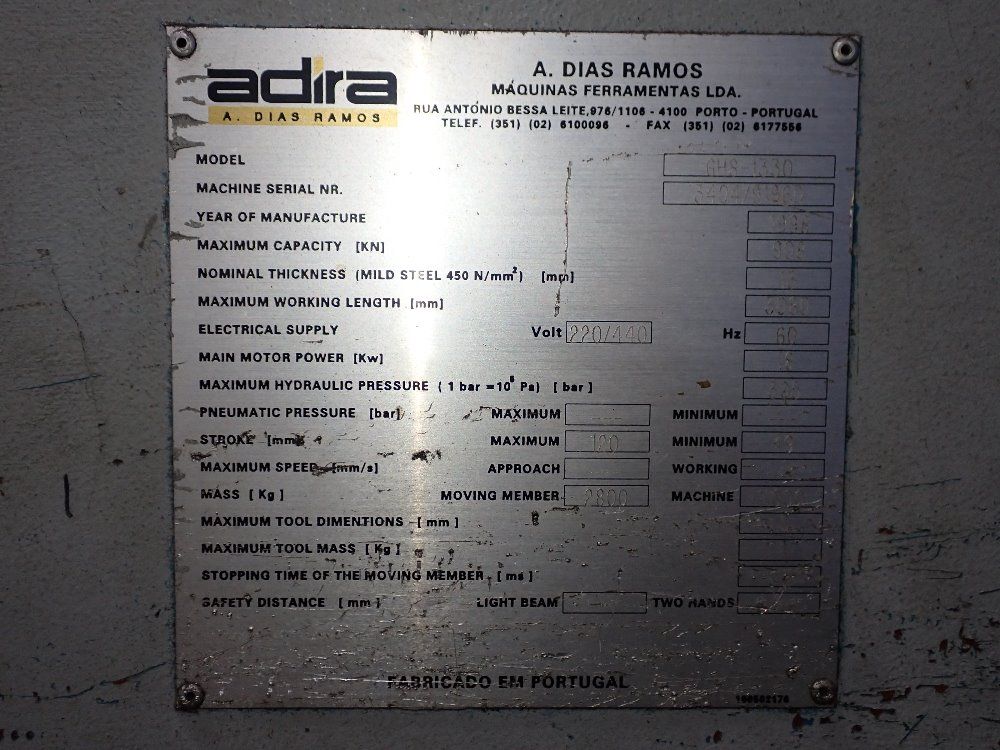 adira
A. DIAS RAMOS
A. DIAS RAMOS
MÁQUINAS FERRAMENTAS LDA.
RUA ANTÓNIO BESSA LEITE,976/1106 - 4100 PORTO - PORTUGAL
TELEF. (351) (02) 6100096 - FAX (351) (02) 6177556
MODEL
MACHINE SERIAL NR.
YEAR OF MANUFACTURE
MAXIMUM CAPACITY [KN]
NOMINAL THICKNESS (MILD STEEL 450 N/mm²) [mm]
MAXIMUM WORKING LENGTH [mm]
ELECTRICAL SUPPLY Volt 220/440 Hz 60
MAIN MOTOR POWER [Kw]
MAXIMUM HYDRAULIC PRESSURE ( 1 bar =10⁵ Pa) [ bar ]
PNEUMATIC PRESSURE [bar] MAXIMUM MINIMUM
STROKE [mm] MAXIMUM MINIMUM
MAXIMUM SPEED [mm/s] APPROACH WORKING
MASS [ Kg ] MOVING MEMBER 2800 MACHINE
MAXIMUM TOOL DIMENTIONS [ mm ]
MAXIMUM TOOL MASS [ Kg ]
STOPPING TIME OF THE MOVING MEMBER [ ms ]
SAFETY DISTANCE [ mm ] LIGHT BEAM TWO HANDS
FABRICADO EM PORTUGAL